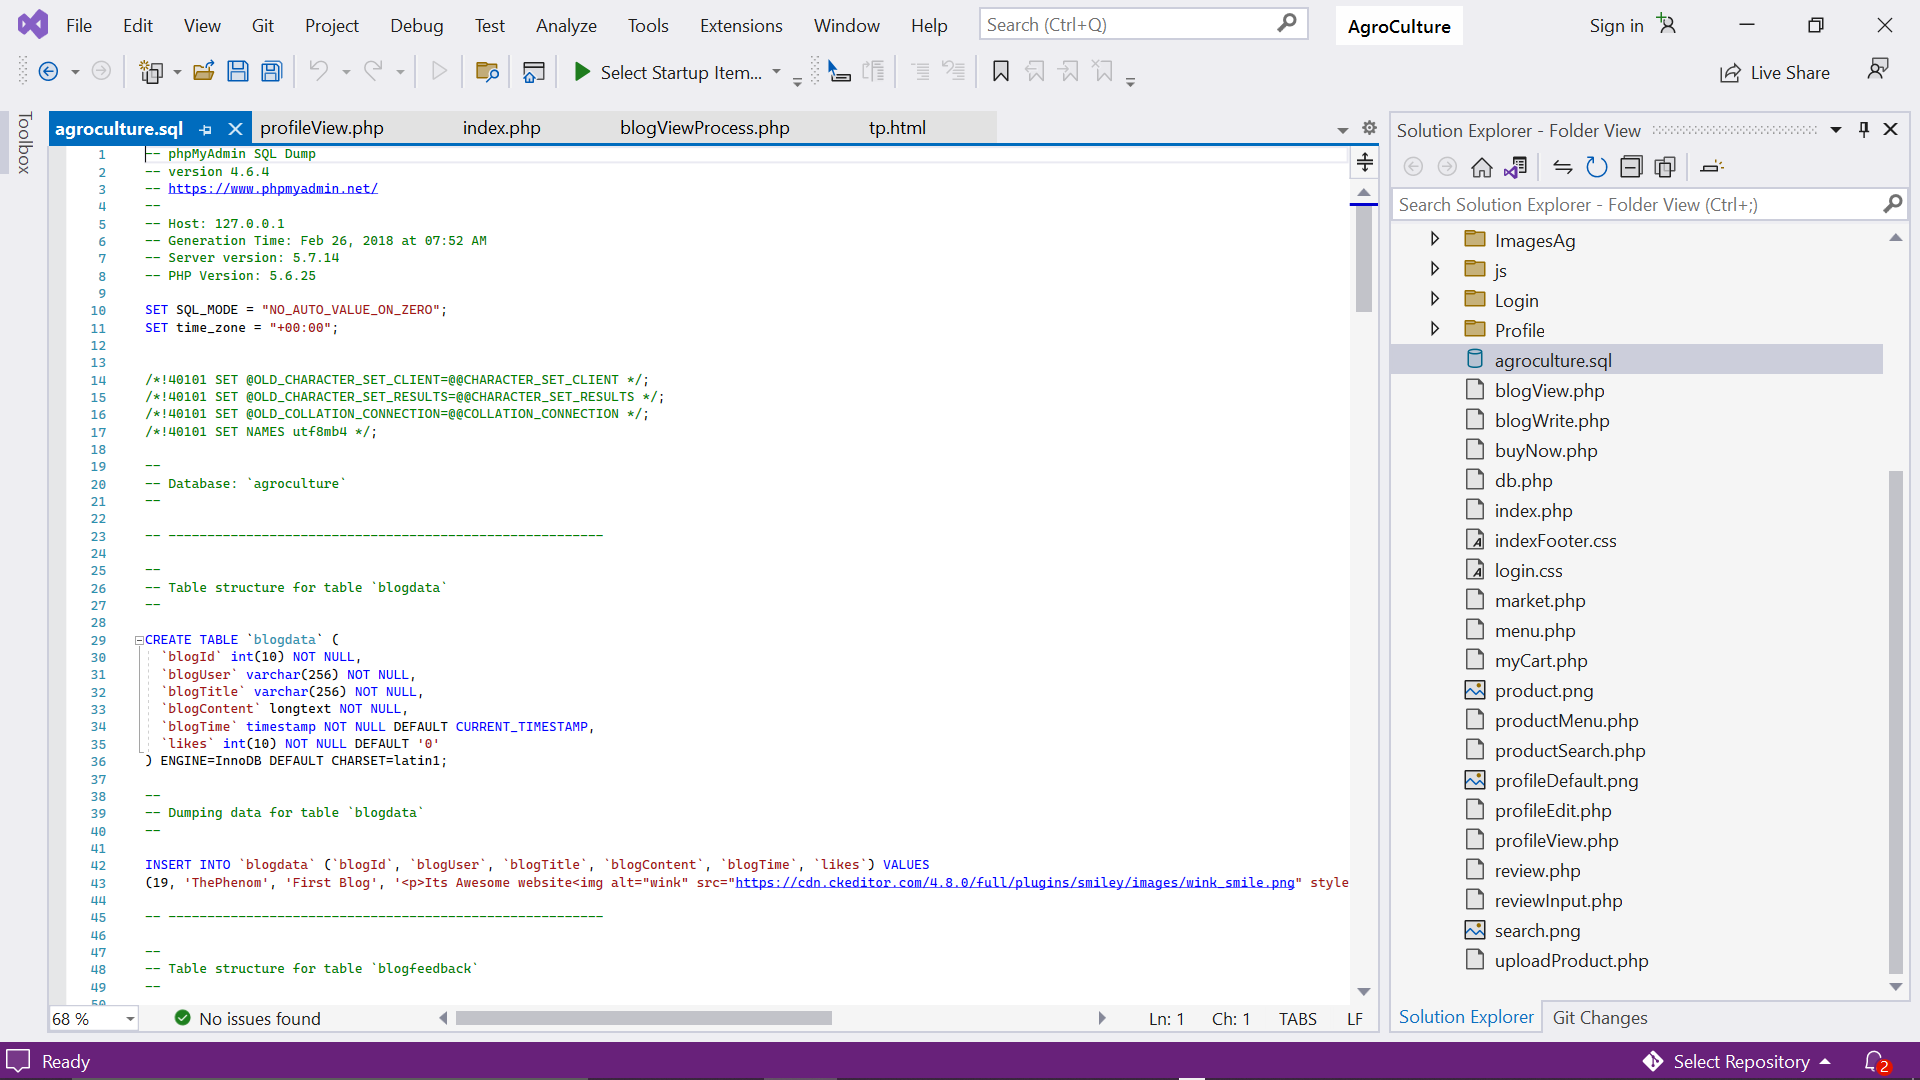 File Edit View Git Project Debug Test Analyze Tools Extensions Window Help Search (Ctrl+Q) AgroCulture Sign in
Select Startup Item... Live Share
Toolbox
agroculture.sql profileView.php index.php blogViewProcess.php tp.html
1 -- phpMyAdmin SQL Dump
2 -- version 4.6.4
3 -- https://www.phpmyadmin.net/
4 --
5 -- Host: 127.0.0.1
6 -- Generation Time: Feb 26, 2018 at 07:52 AM
7 -- Server version: 5.7.14
8 -- PHP Version: 5.6.25
9
10 SET SQL_MODE = "NO_AUTO_VALUE_ON_ZERO";
11 SET time_zone = "+00:00";
12
13
14 /*!40101 SET @OLD_CHARACTER_SET_CLIENT=@@CHARACTER_SET_CLIENT */;
15 /*!40101 SET @OLD_CHARACTER_SET_RESULTS=@@CHARACTER_SET_RESULTS */;
16 /*!40101 SET @OLD_COLLATION_CONNECTION=@@COLLATION_CONNECTION */;
17 /*!40101 SET NAMES utf8mb4 */;
18
19 --
20 -- Database: `agroculture`
21 --
22
23 -- --------------------------------------------------------
24
25 --
26 -- Table structure for table `blogdata`
27 --
28
29 CREATE TABLE `blogdata` (
30 `blogId` int(10) NOT NULL,
31 `blogUser` varchar(256) NOT NULL,
32 `blogTitle` varchar(256) NOT NULL,
33 `blogContent` longtext NOT NULL,
34 `blogTime` timestamp NOT NULL DEFAULT CURRENT_TIMESTAMP,
35 `likes` int(10) NOT NULL DEFAULT '0'
36 ) ENGINE=InnoDB DEFAULT CHARSET=latin1;
37
38 --
39 -- Dumping data for table `blogdata`
40 --
41
42 INSERT INTO `blogdata` (`blogId`, `blogUser`, `blogTitle`, `blogContent`, `blogTime`, `likes`) VALUES
43 (19, 'ThePhenom', 'First Blog', '<p>Its Awesome website<img alt="wink" src="https://cdn.ckeditor.com/4.8.0/full/plugins/smiley/images/wink_smile.png" style
44
45 -- --------------------------------------------------------
46
47 --
48 -- Table structure for table `blogfeedback`
49 --
50
68 % No issues found Ln: 1 Ch: 1 TABS LF
Solution Explorer - Folder View
Search Solution Explorer - Folder View (Ctrl+;)
ImagesAg
js
Login
Profile
agroculture.sql
blogView.php
blogWrite.php
buyNow.php
db.php
index.php
indexFooter.css
login.css
market.php
menu.php
myCart.php
product.png
productMenu.php
productSearch.php
profileDefault.png
profileEdit.php
profileView.php
review.php
reviewInput.php
search.png
uploadProduct.php
Solution Explorer Git Changes
Ready Select Repository 2